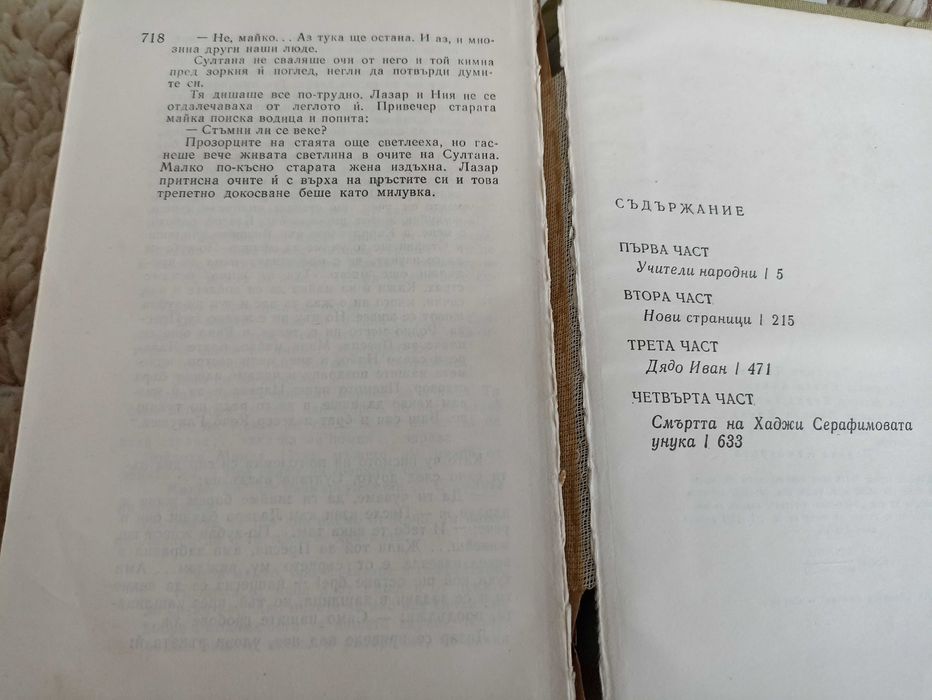 718
— Не, майко... Аз тука ще остана. И аз, и мно-
зина други наши люде.
Султана не сваляше очи от него и той кимна
пред зоркия ѝ поглед, негли да потвърди думи-
те си.
Тя дишаше все по-трудно. Лазар и Ния не се
отдалечаваха от леглото ѝ. Привечер старата
майка поиска водица и попита:
— Стъмни ли се веке?
Прозорците на стаята още светлееха, но гас-
неше вече живата светлина в очите на Султана.
Малко по-късно старата жена издъхна. Лазар
притисна очите ѝ с върха на пръстите си и това
трепетно докосване беше като милувка.
СЪДЪРЖАНИЕ
ПЪРВА ЧАСТ
Учители народни / 5
ВТОРА ЧАСТ
Нови страници / 215
ТРЕТА ЧАСТ
Дядо Иван / 471
ЧЕТВЪРТА ЧАСТ
Смъртта на Хаджи Серафимовата
унука / 633